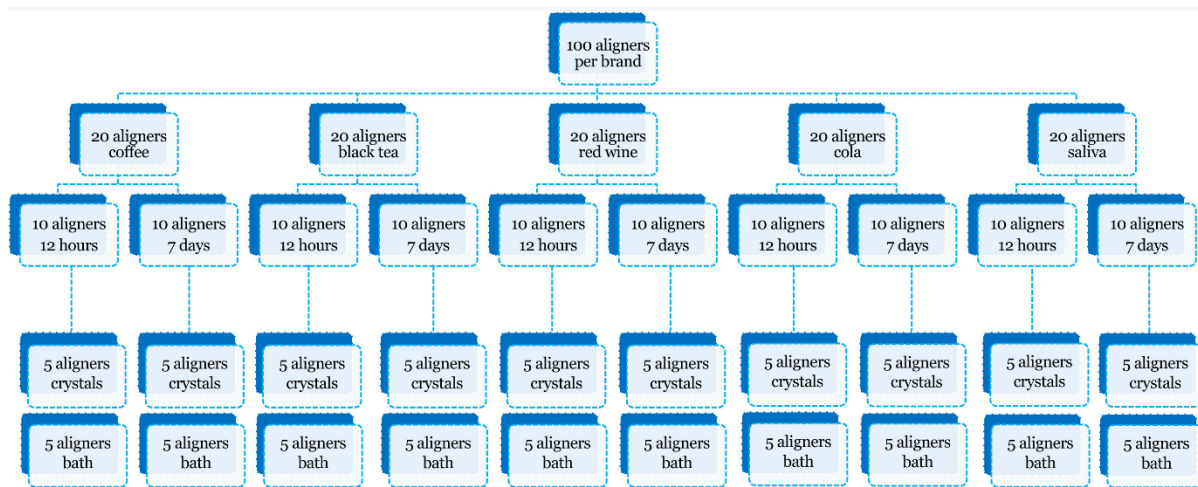 100 aligners
per brand
20 aligners
coffee
20 aligners
black tea
20 aligners
red wine
20 aligners
cola
20 aligners
saliva
10 aligners
12 hours
10 aligners
7 days
10 aligners
12 hours
10 aligners
7 days
10 aligners
12 hours
10 aligners
7 days
10 aligners
12 hours
10 aligners
7 days
10 aligners
12 hours
10 aligners
7 days
5 aligners
crystals
5 aligners
crystals
5 aligners
crystals
5 aligners
crystals
5 aligners
crystals
5 aligners
crystals
5 aligners
crystals
5 aligners
crystals
5 aligners
crystals
5 aligners
crystals
5 aligners
bath
5 aligners
bath
5 aligners
bath
5 aligners
bath
5 aligners
bath
5 aligners
bath
5 aligners
bath
5 aligners
bath
5 aligners
bath
5 aligners
bath